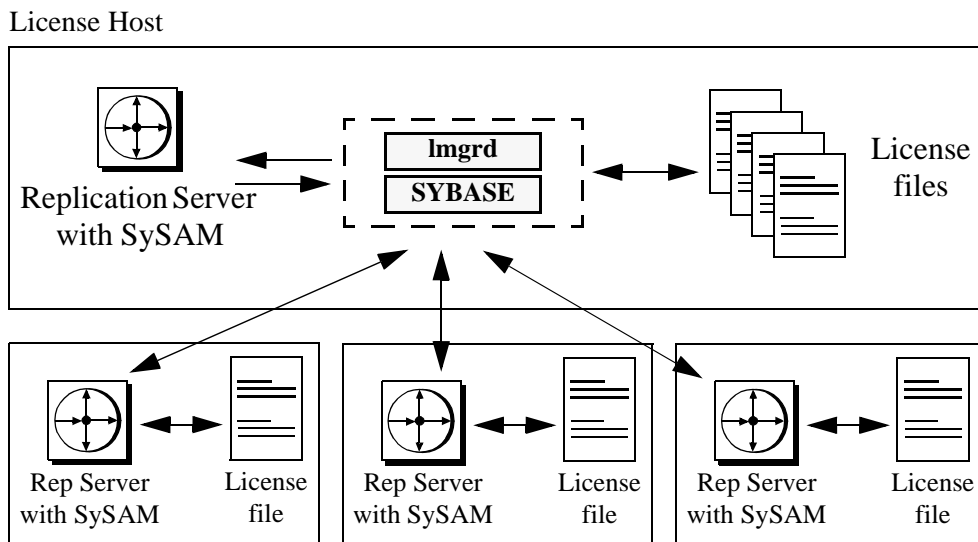 License Host
lmgrd
SYBASE
Replication Server
with SySAM
License
files
Rep Server
with SySAM
License
file
Rep Server
with SySAM
License
file
Rep Server
with SySAM
License
file